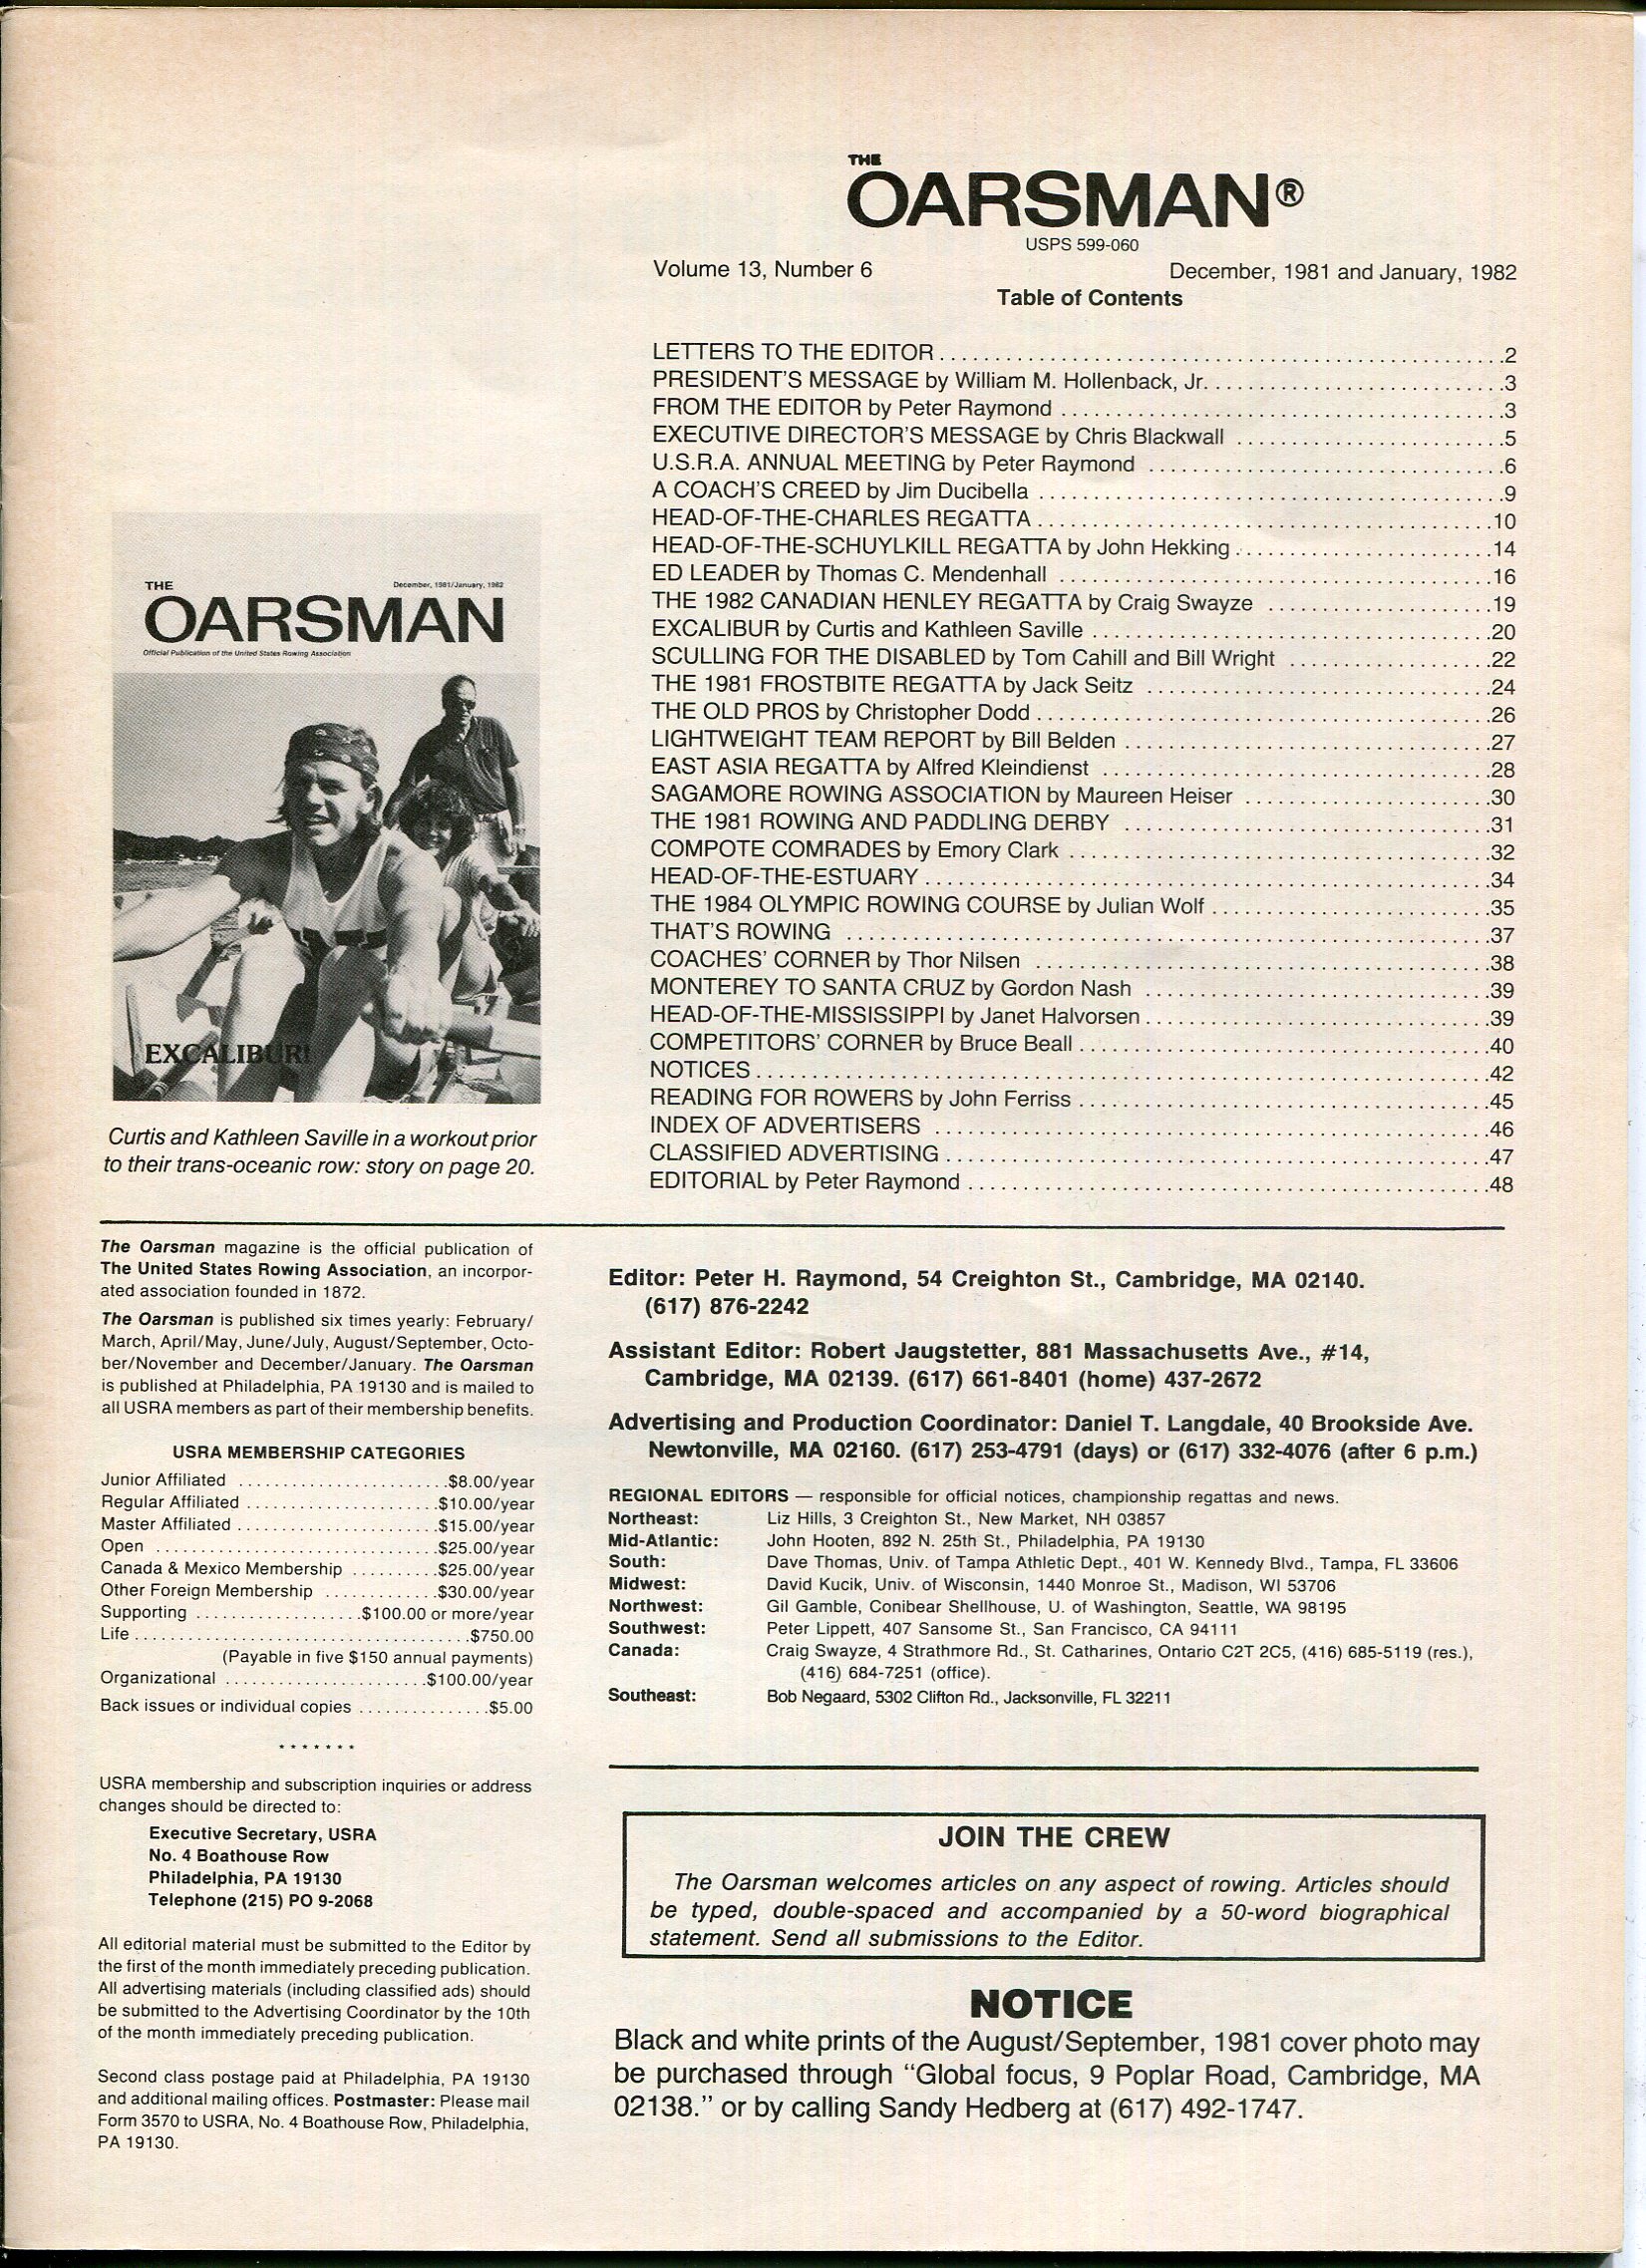 THE
OARSMAN®
USPS 599-060
Volume 13, Number 6
December, 1981 and January, 1982
Table of Contents
LETTERS TO THE EDITOR . . . . . 2
PRESIDENT'S MESSAGE by William M. Hollenback, Jr. . . . . . 3
FROM THE EDITOR by Peter Raymond . . . . . 3
EXECUTIVE DIRECTOR'S MESSAGE by Chris Blackwall . . . . . 5
U.S.R.A. ANNUAL MEETING by Peter Raymond . . . . . 6
A COACH'S CREED by Jim Ducibella . . . . . 9
HEAD-OF-THE-CHARLES REGATTA . . . . . 10
HEAD-OF-THE-SCHUYLKILL REGATTA by John Hekking . . . . . 14
ED LEADER by Thomas C. Mendenhall . . . . . 16
THE 1982 CANADIAN HENLEY REGATTA by Craig Swayze . . . . . 19
EXCALIBUR by Curtis and Kathleen Saville . . . . . 20
SCULLING FOR THE DISABLED by Tom Cahill and Bill Wright . . . . . 22
THE 1981 FROSTBITE REGATTA by Jack Seitz . . . . . 24
THE OLD PROS by Christopher Dodd . . . . . 26
LIGHTWEIGHT TEAM REPORT by Bill Belden . . . . . 27
EAST ASIA REGATTA by Alfred Kleindienst . . . . . 28
SAGAMORE ROWING ASSOCIATION by Maureen Heiser . . . . . 30
THE 1981 ROWING AND PADDLING DERBY . . . . . 31
COMPOTE COMRADES by Emory Clark . . . . . 32
HEAD-OF-THE-ESTUARY . . . . . 34
THE 1984 OLYMPIC ROWING COURSE by Julian Wolf . . . . . 35
THAT'S ROWING . . . . . 37
COACHES' CORNER by Thor Nilsen . . . . . 38
MONTEREY TO SANTA CRUZ by Gordon Nash . . . . . 39
HEAD-OF-THE-MISSISSIPPI by Janet Halvorsen . . . . . 39
COMPETITORS' CORNER by Bruce Beall . . . . . 40
NOTICES . . . . . 42
READING FOR ROWERS by John Ferriss . . . . . 45
INDEX OF ADVERTISERS . . . . . 46
CLASSIFIED ADVERTISING . . . . . 47
EDITORIAL by Peter Raymond . . . . . 48
THE
December, 1981/January, 1982
OARSMAN
Official Publication of the United States Rowing Association
EXCALIBUR!
Curtis and Kathleen Saville in a workout prior
to their trans-oceanic row: story on page 20.
The Oarsman magazine is the official publication of
The United States Rowing Association, an incorpor-
ated association founded in 1872.
The Oarsman is published six times yearly: February/
March, April/May, June/July, August/September, Octo-
ber/November and December/January. The Oarsman
is published at Philadelphia, PA 19130 and is mailed to
all USRA members as part of their membership benefits.
USRA MEMBERSHIP CATEGORIES
Junior Affiliated . . . . . $8.00/year
Regular Affiliated . . . . . $10.00/year
Master Affiliated . . . . . $15.00/year
Open . . . . . $25.00/year
Canada & Mexico Membership . . . . . $25.00/year
Other Foreign Membership . . . . . $30.00/year
Supporting . . . . . $100.00 or more/year
Life . . . . . $750.00
(Payable in five $150 annual payments)
Organizational . . . . . $100.00/year
Back issues or individual copies . . . . . $5.00
* * * * * * *
USRA membership and subscription inquiries or address
changes should be directed to:
Executive Secretary, USRA
No. 4 Boathouse Row
Philadelphia, PA 19130
Telephone (215) PO 9-2068
All editorial material must be submitted to the Editor by
the first of the month immediately preceding publication.
All advertising materials (including classified ads) should
be submitted to the Advertising Coordinator by the 10th
of the month immediately preceding publication.
Second class postage paid at Philadelphia, PA 19130
and additional mailing offices. Postmaster: Please mail
Form 3570 to USRA, No. 4 Boathouse Row, Philadelphia,
PA 19130.
Editor: Peter H. Raymond, 54 Creighton St., Cambridge, MA 02140.
(617) 876-2242
Assistant Editor: Robert Jaugstetter, 881 Massachusetts Ave., #14,
Cambridge, MA 02139. (617) 661-8401 (home) 437-2672
Advertising and Production Coordinator: Daniel T. Langdale, 40 Brookside Ave.
Newtonville, MA 02160. (617) 253-4791 (days) or (617) 332-4076 (after 6 p.m.)
REGIONAL EDITORS — responsible for official notices, championship regattas and news.
Northeast: Liz Hills, 3 Creighton St., New Market, NH 03857
Mid-Atlantic: John Hooten, 892 N. 25th St., Philadelphia, PA 19130
South: Dave Thomas, Univ. of Tampa Athletic Dept., 401 W. Kennedy Blvd., Tampa, FL 33606
Midwest: David Kucik, Univ. of Wisconsin, 1440 Monroe St., Madison, WI 53706
Northwest: Gil Gamble, Conibear Shellhouse, U. of Washington, Seattle, WA 98195
Southwest: Peter Lippett, 407 Sansome St., San Francisco, CA 94111
Canada: Craig Swayze, 4 Strathmore Rd., St. Catharines, Ontario C2T 2C5, (416) 685-5119 (res.),
(416) 684-7251 (office).
Southeast: Bob Negaard, 5302 Clifton Rd., Jacksonville, FL 32211
JOIN THE CREW
The Oarsman welcomes articles on any aspect of rowing. Articles should
be typed, double-spaced and accompanied by a 50-word biographical
statement. Send all submissions to the Editor.
NOTICE
Black and white prints of the August/September, 1981 cover photo may
be purchased through "Global focus, 9 Poplar Road, Cambridge, MA
02138." or by calling Sandy Hedberg at (617) 492-1747.